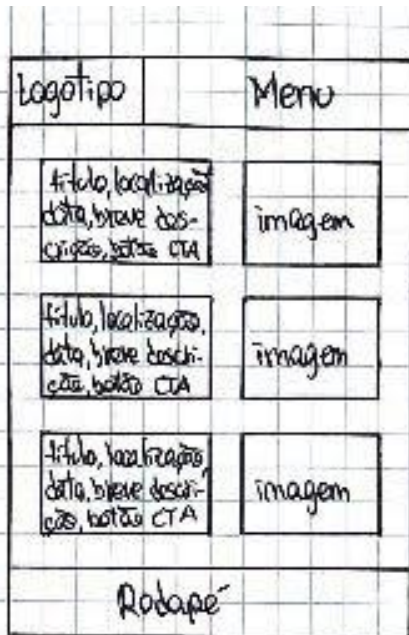 Logotipo
Menu
título, localização,
data, breve des-
crição, botão CTA
imagem
título, localização,
data, breve descri-
ção, botão CTA
imagem
título, localização,
data, breve descri-
ção, botão CTA
imagem
Rodapé